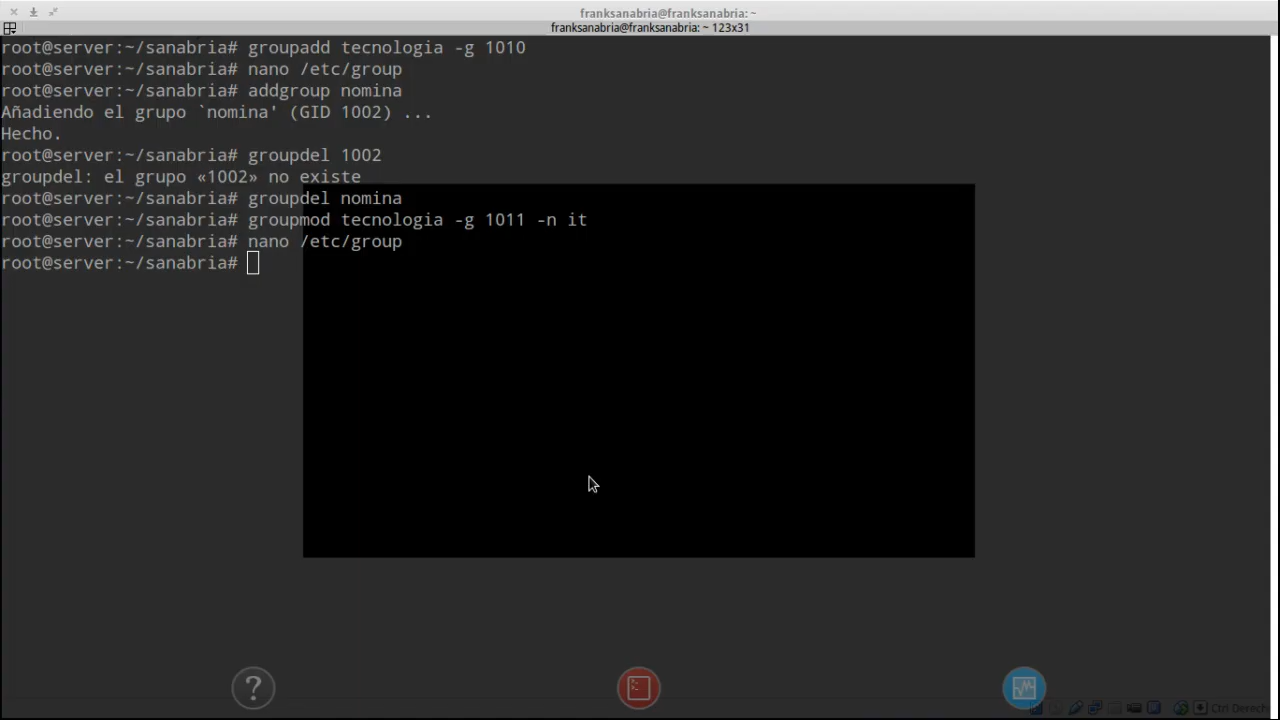 franksanabria@franksanabria: ~
franksanabria@franksanabria: ~ 123x31
root@server:~/sanabria# groupadd tecnologia -g 1010
root@server:~/sanabria# nano /etc/group
root@server:~/sanabria# addgroup nomina
Añadiendo el grupo `nomina' (GID 1002) ...
Hecho.
root@server:~/sanabria# groupdel 1002
groupdel: el grupo «1002» no existe
root@server:~/sanabria# groupdel nomina
root@server:~/sanabria# groupmod tecnologia -g 1011 -n it
root@server:~/sanabria# nano /etc/group
root@server:~/sanabria#
?
Ctrl Derech